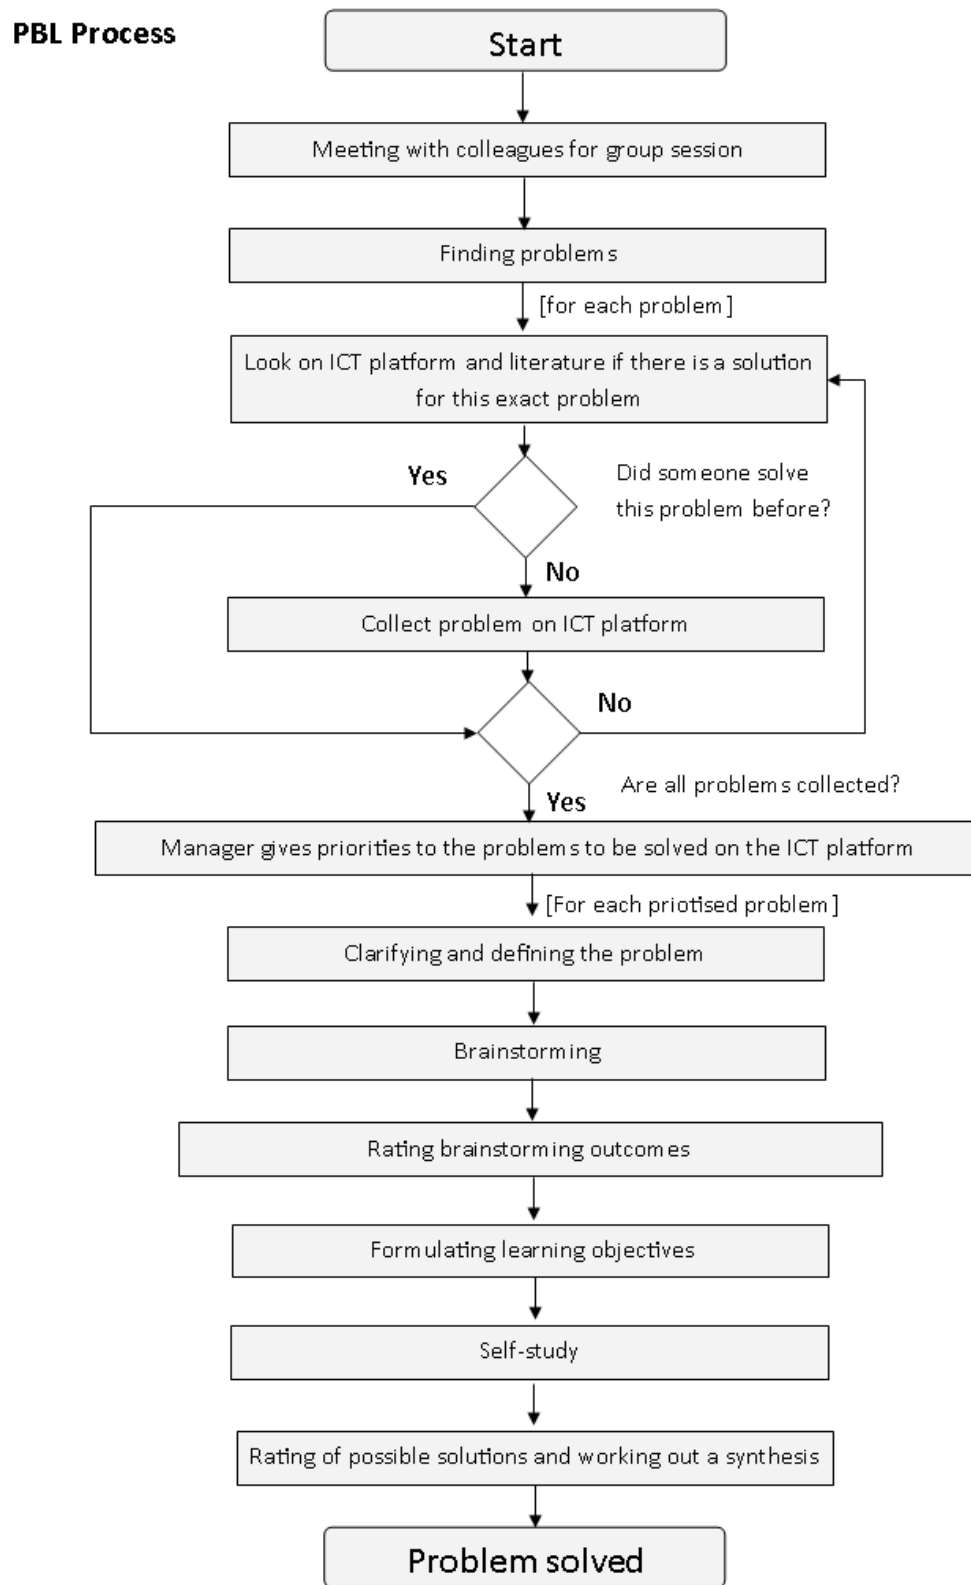 PBL Process
Start
Meeting with colleagues for group session
Finding problems
[for each problem]
Look on ICT platform and literature if there is a solution
for this exact problem
Yes
Did someone solve
this problem before?
No
Collect problem on ICT platform
No
Are all problems collected?
Yes
Manager gives priorities to the problems to be solved on the ICT platform
[For each priotised problem]
Clarifying and defining the problem
Brainstorming
Rating brainstorming outcomes
Formulating learning objectives
Self-study
Rating of possible solutions and working out a synthesis
Problem solved